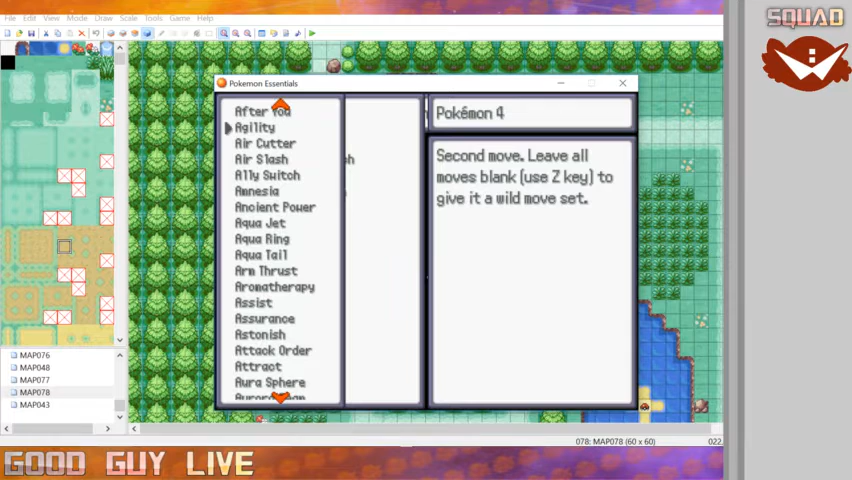 SQUAD
File Edit View Mode Draw Scale Tools Game Help
Pokemon Essentials
After You
Agility
Air Cutter
Air Slash
Ally Switch
Amnesia
Ancient Power
Aqua Jet
Aqua Ring
Aqua Tail
Arm Thrust
Aromatherapy
Assist
Assurance
Astonish
Attack Order
Attract
Aura Sphere
Pokémon 4
Second move. Leave all
moves blank (use Z key) to
give it a wild move set.
MAP076
MAP048
MAP077
MAP078
MAP043
078: MAP078 (60 x 60)
022,
GOOD GUY LIVE